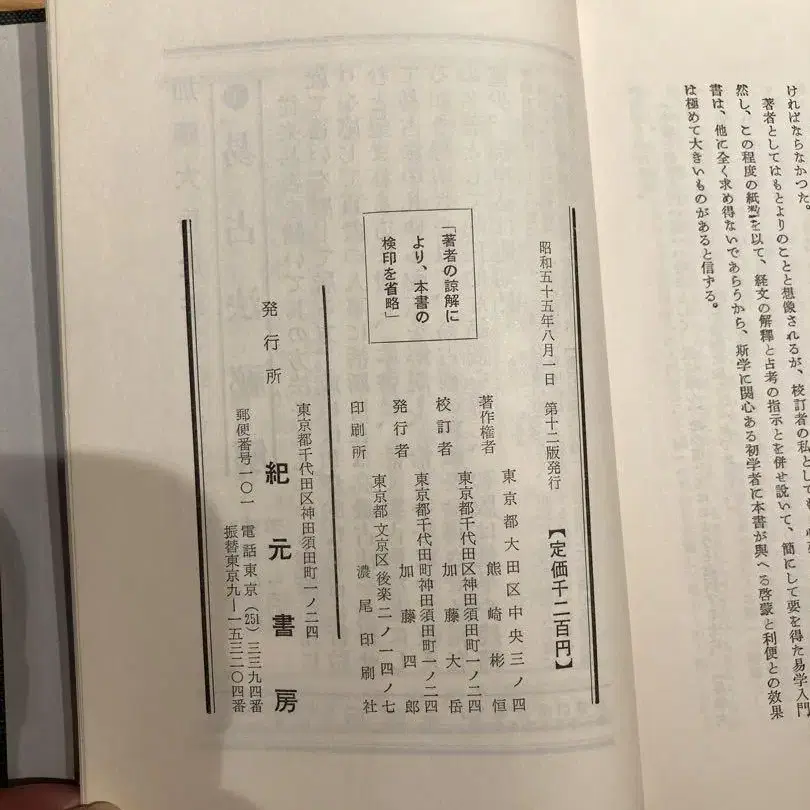 ければならなかつた。
著者としてはもとよりのことと想像されるが、校訂者の私としても
然し、この程度の紙数を以て、経文の解釋と占考の指示とを併せ説いて、簡にして要を得た易学入門
書は、他に全く求め得ないであらうから、斯学に関心ある初学者に本書が與へる啓蒙と利便との効果
は極めて大きいものがあると信ずる。
昭和五十五年八月一日 第十二版発行
【定価千二百円】
「著者の諒解に
より、本書の
検印を省略」
東京都大田区中央三ノ四
著作権者 熊崎彬恒
東京都千代田区神田須田町一ノ二四
校訂者 加藤大岳
東京都千代田町神田須田町一ノ二四
発行者 加藤四郎
東京都文京区後楽二ノ一四ノ七
印刷所 濃尾印刷社
東京都千代田区神田須田町一ノ二四
発行所 紀元書房
郵便番号一〇一 電話東京(251)三三九四番
振替東京九―一五三二〇四番